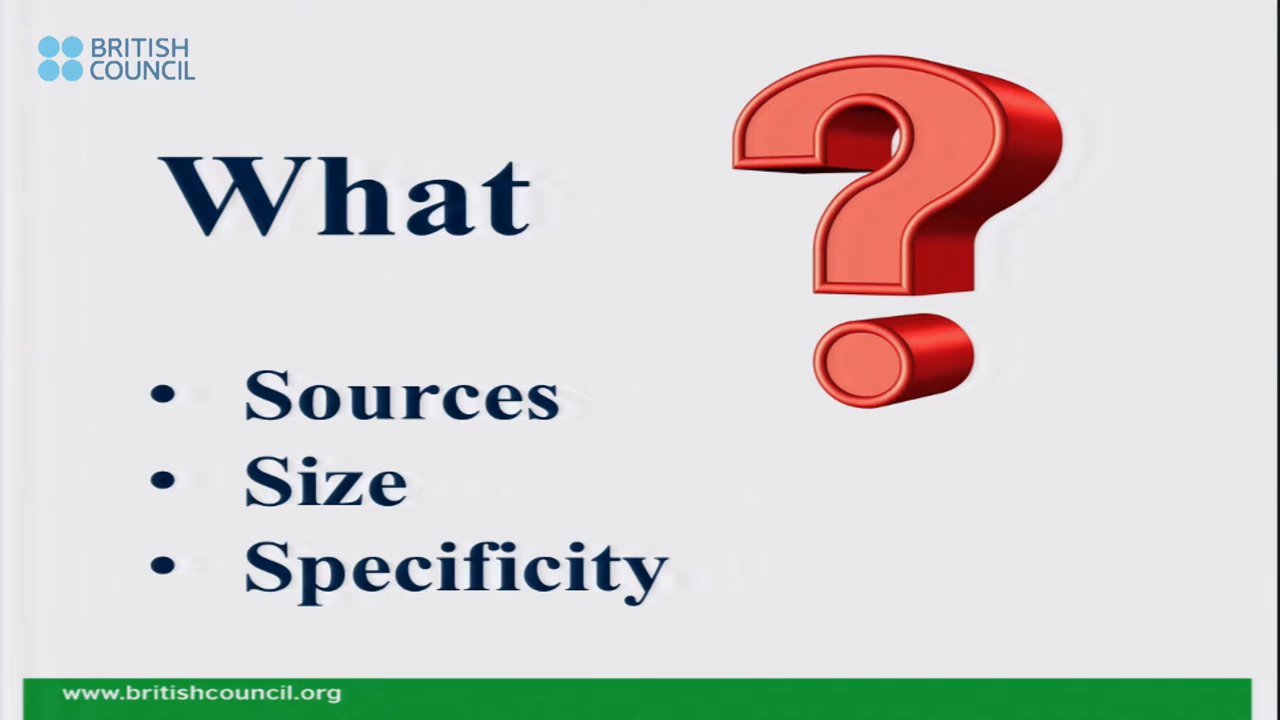 BRITISH
COUNCIL
What ?
• Sources
• Size
• Specificity
www.britishcouncil.org